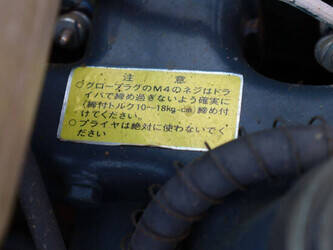 注 意
○グロープラグのM4のネジはドラ
イバで締め過ぎないよう確実に
(締付トルク10〜18kg-cm)締め付
けてください。
○プライヤは絶対に使わないでく
ださい